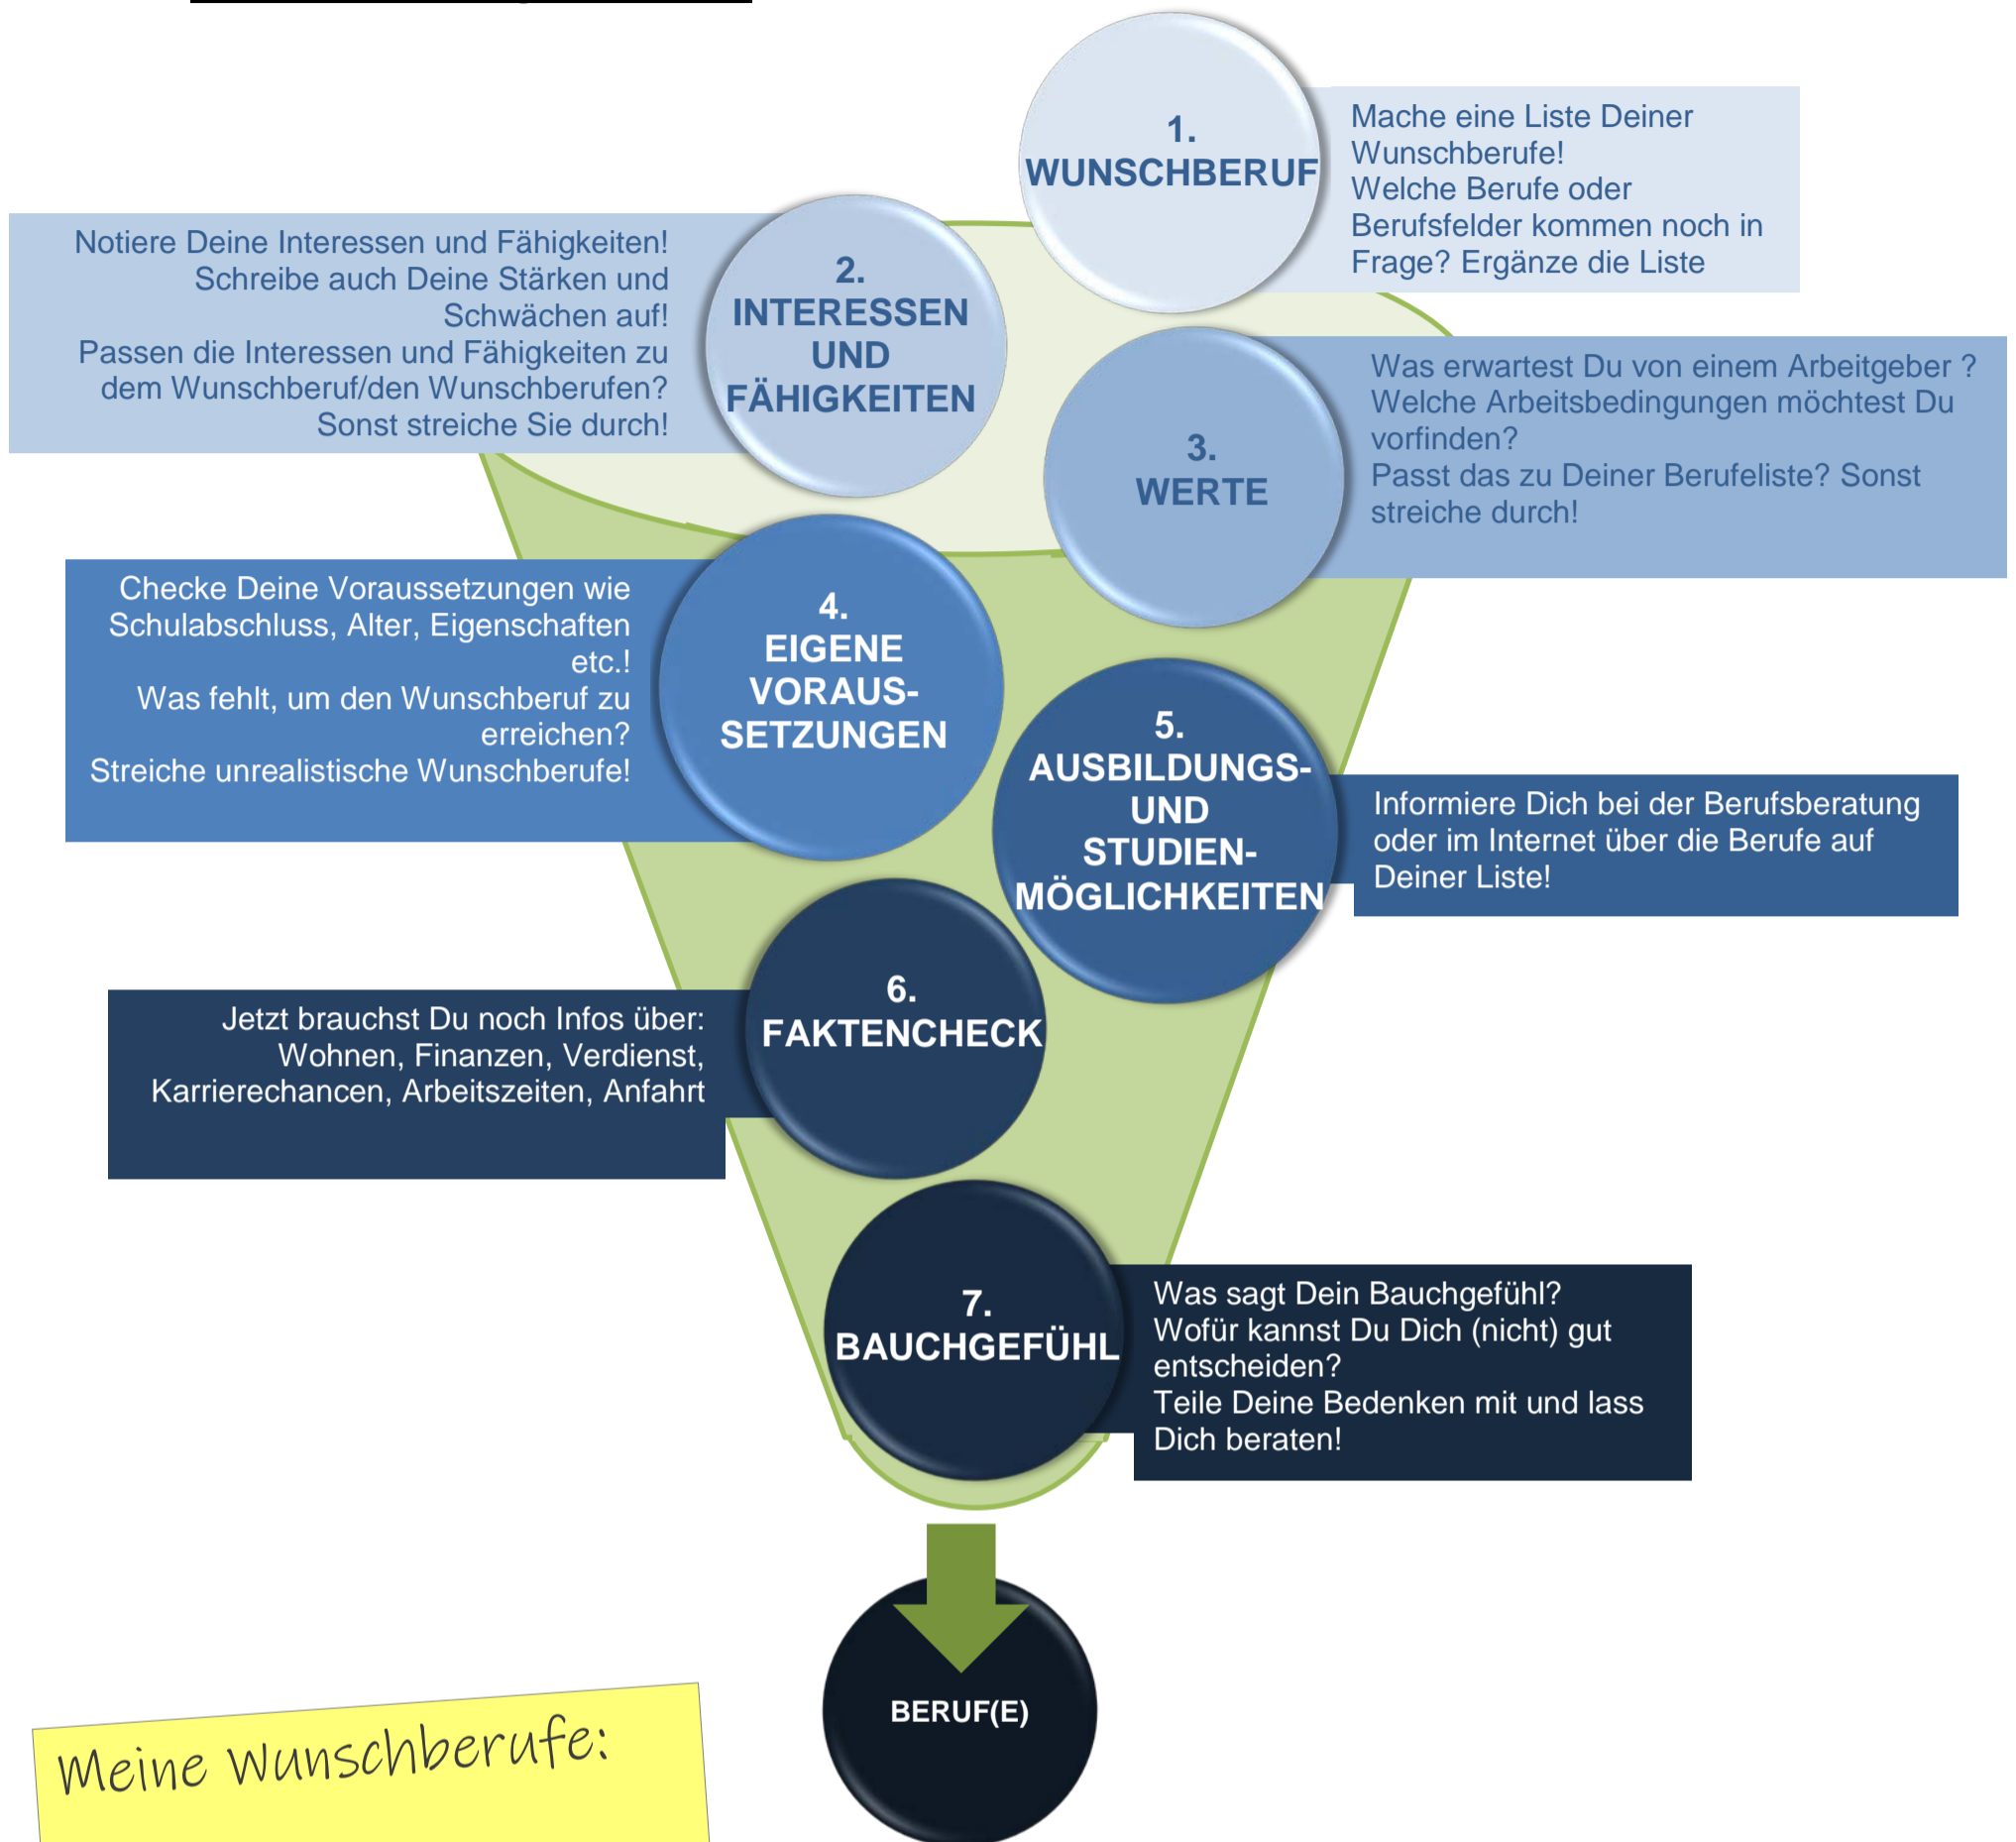 1.
WUNSCHBERUF
Mache eine Liste Deiner
Wunschberufe!
Welche Berufe oder
Berufsfelder kommen noch in
Frage? Ergänze die Liste
2.
INTERESSEN
UND
FÄHIGKEITEN
Notiere Deine Interessen und Fähigkeiten!
Schreibe auch Deine Stärken und
Schwächen auf!
Passen die Interessen und Fähigkeiten zu
dem Wunschberuf/den Wunschberufen?
Sonst streiche Sie durch!
3.
WERTE
Was erwartest Du von einem Arbeitgeber ?
Welche Arbeitsbedingungen möchtest Du
vorfinden?
Passt das zu Deiner Berufeliste? Sonst
streiche durch!
4.
EIGENE
VORAUS-
SETZUNGEN
Checke Deine Voraussetzungen wie
Schulabschluss, Alter, Eigenschaften
etc.!
Was fehlt, um den Wunschberuf zu
erreichen?
Streiche unrealistische Wunschberufe!
5.
AUSBILDUNGS-
UND
STUDIEN-
MÖGLICHKEITEN
Informiere Dich bei der Berufsberatung
oder im Internet über die Berufe auf
Deiner Liste!
6.
FAKTENCHECK
Jetzt brauchst Du noch Infos über:
Wohnen, Finanzen, Verdienst,
Karrierechancen, Arbeitszeiten, Anfahrt
7.
BAUCHGEFÜHL
Was sagt Dein Bauchgefühl?
Wofür kannst Du Dich (nicht) gut
entscheiden?
Teile Deine Bedenken mit und lass
Dich beraten!
BERUF(E)
Meine Wunschberufe: